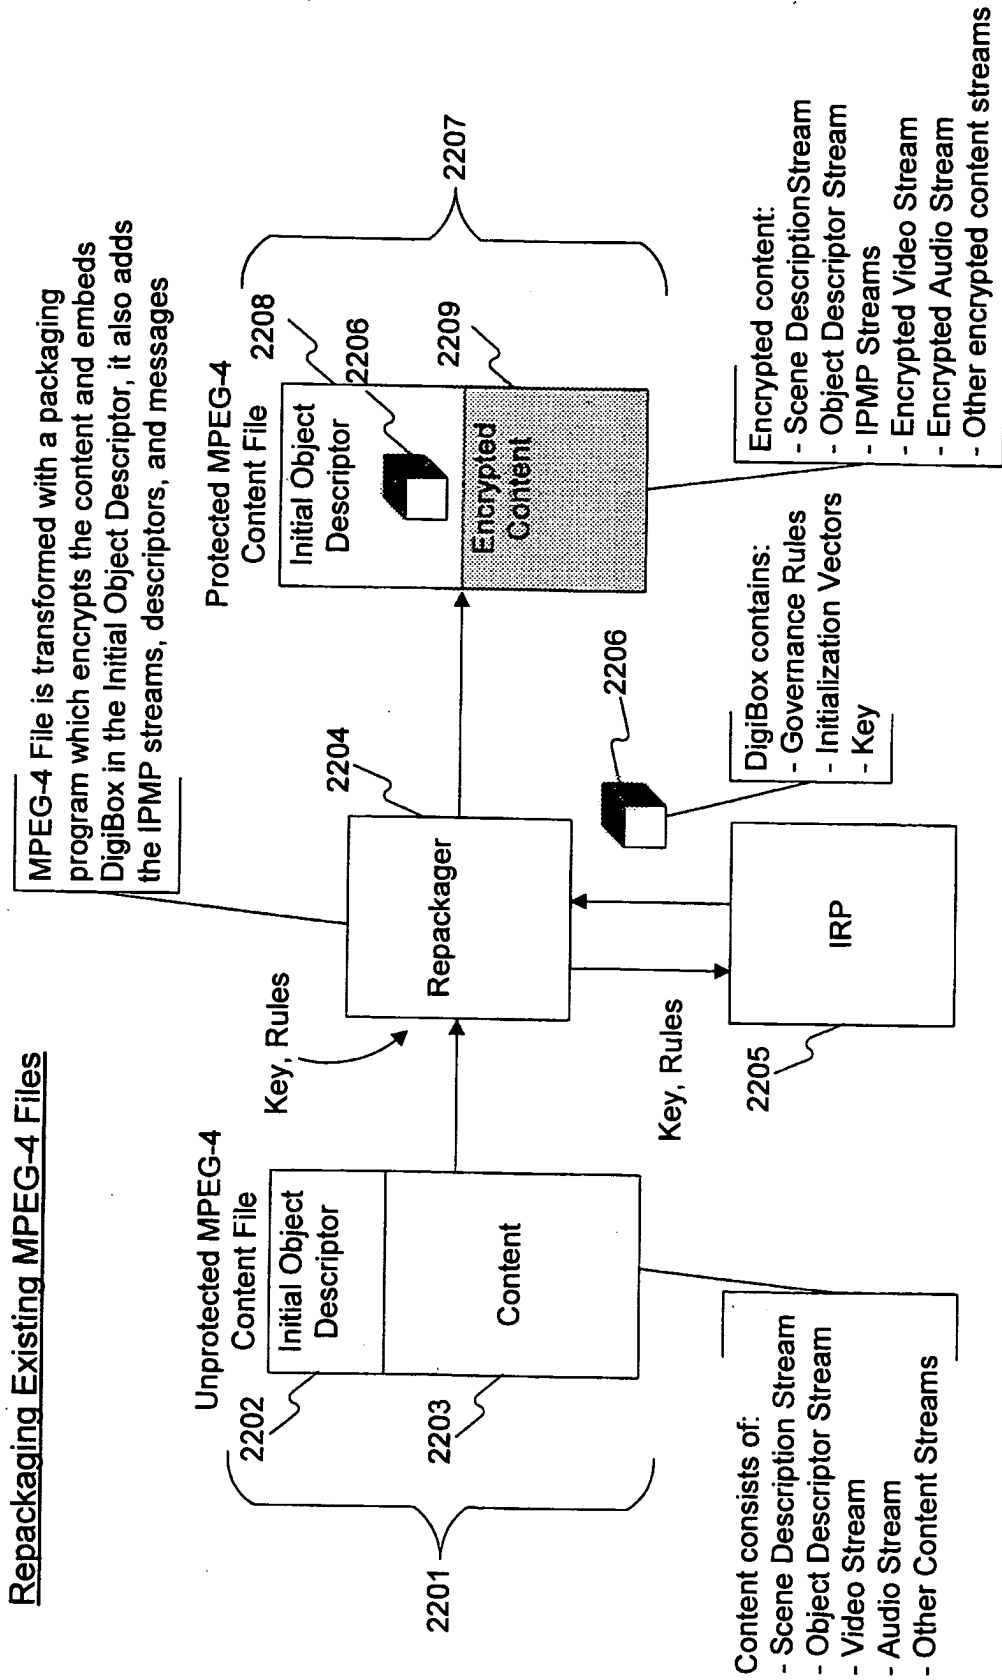 Repackaging Existing MPEG-4 Files
MPEG-4 File is transformed with a packaging
program which encrypts the content and embeds
DigiBox in the Initial Object Descriptor, it also adds
the IPMP streams, descriptors, and messages
Unprotected MPEG-4
Content File
Initial Object
Descriptor
Content
2202
2203
2201
Content consists of:
- Scene Description Stream
- Object Descriptor Stream
- Video Stream
- Audio Stream
- Other Content Streams
Key, Rules
Repackager
2204
Key, Rules
IRP
2205
2206
DigiBox contains:
- Governance Rules
- Initialization Vectors
- Key
Protected MPEG-4
Content File
Initial Object
Descriptor
Encrypted
Content
2208
2206
2209
2207
Encrypted content:
- Scene DescriptionStream
- Object Descriptor Stream
- IPMP Streams
- Encrypted Video Stream
- Encrypted Audio Stream
- Other encrypted content streams